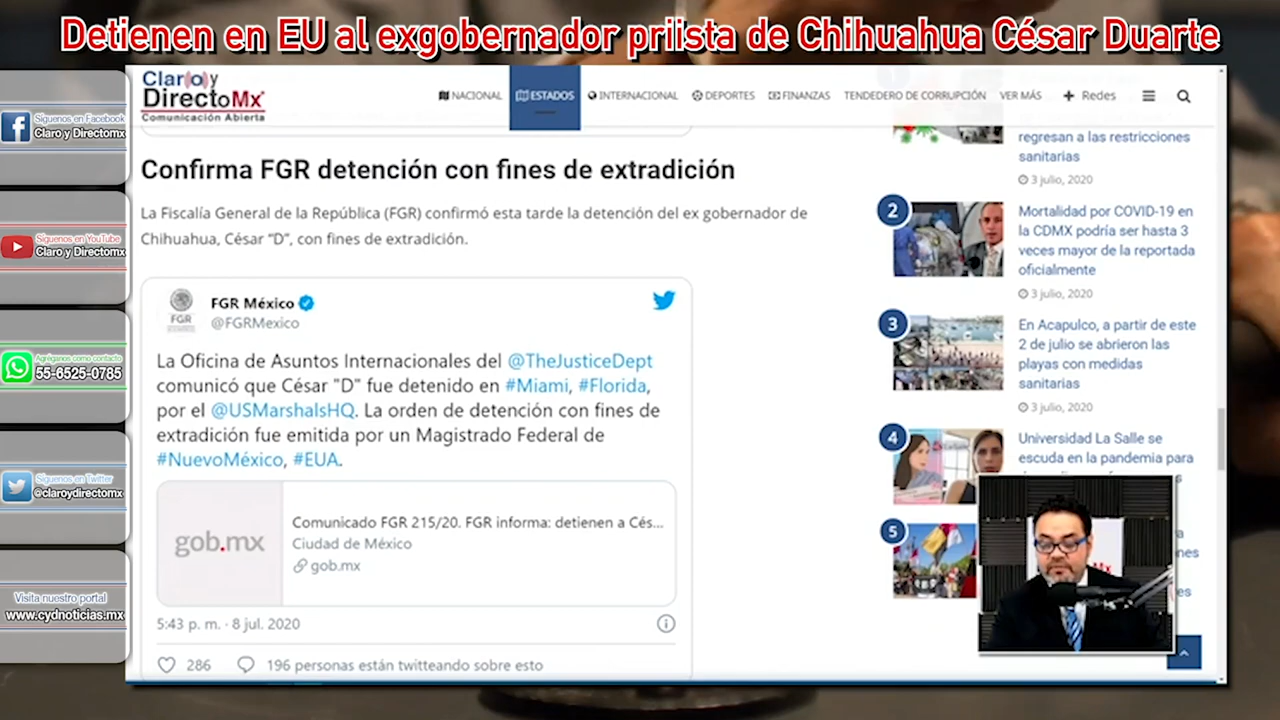 Detienen en EU al exgobernador priista de Chihuahua César Duarte
Síguenos en Facebook
Claro y Directomx
Síguenos en YouTube
Claro y Directomx
Agréganos como contacto
55-6525-0785
Síguenos en Twitter
@claroydirectomx
Visita nuestro portal
www.cydnoticias.mx
Claro y
DirectoMx
Comunicación Abierta
NACIONAL
ESTADOS
INTERNACIONAL
DEPORTES
FINANZAS
TENDEDERO DE CORRUPCIÓN
VER MÁS
+ Redes
Confirma FGR detención con fines de extradición
La Fiscalía General de la República (FGR) confirmó esta tarde la detención del ex gobernador de
Chihuahua, César “D”, con fines de extradición.
FGR
FGR México
@FGRMexico
La Oficina de Asuntos Internacionales del @TheJusticeDept
comunicó que César "D" fue detenido en #Miami, #Florida,
por el @USMarshalsHQ. La orden de detención con fines de
extradición fue emitida por un Magistrado Federal de
#NuevoMéxico, #EUA.
gob.mx
Comunicado FGR 215/20. FGR informa: detienen a Cés...
Ciudad de México
gob.mx
5:43 p. m. · 8 jul. 2020
286
196 personas están twitteando sobre esto
regresan a las restricciones
sanitarias
3 julio, 2020
2
Mortalidad por COVID-19 en
la CDMX podría ser hasta 3
veces mayor de la reportada
oficialmente
3 julio, 2020
3
En Acapulco, a partir de este
2 de julio se abrieron las
playas con medidas
sanitarias
3 julio, 2020
4
Universidad La Salle se
escuda en la pandemia para
5